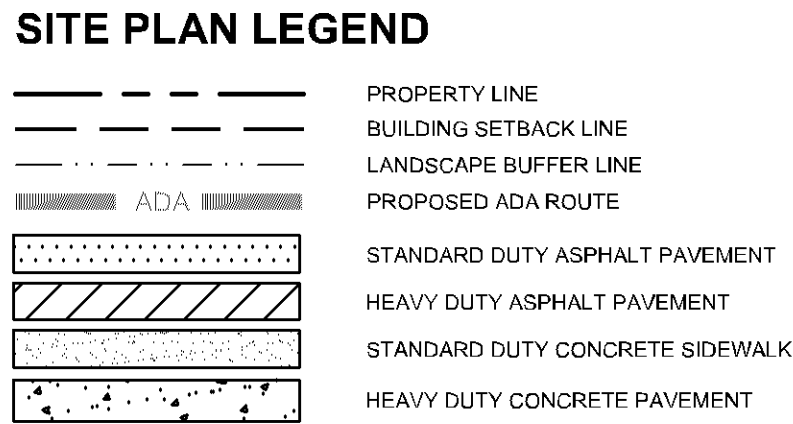 SITE PLAN LEGEND
PROPERTY LINE
BUILDING SETBACK LINE
LANDSCAPE BUFFER LINE
ADA PROPOSED ADA ROUTE
STANDARD DUTY ASPHALT PAVEMENT
HEAVY DUTY ASPHALT PAVEMENT
STANDARD DUTY CONCRETE SIDEWALK
HEAVY DUTY CONCRETE PAVEMENT